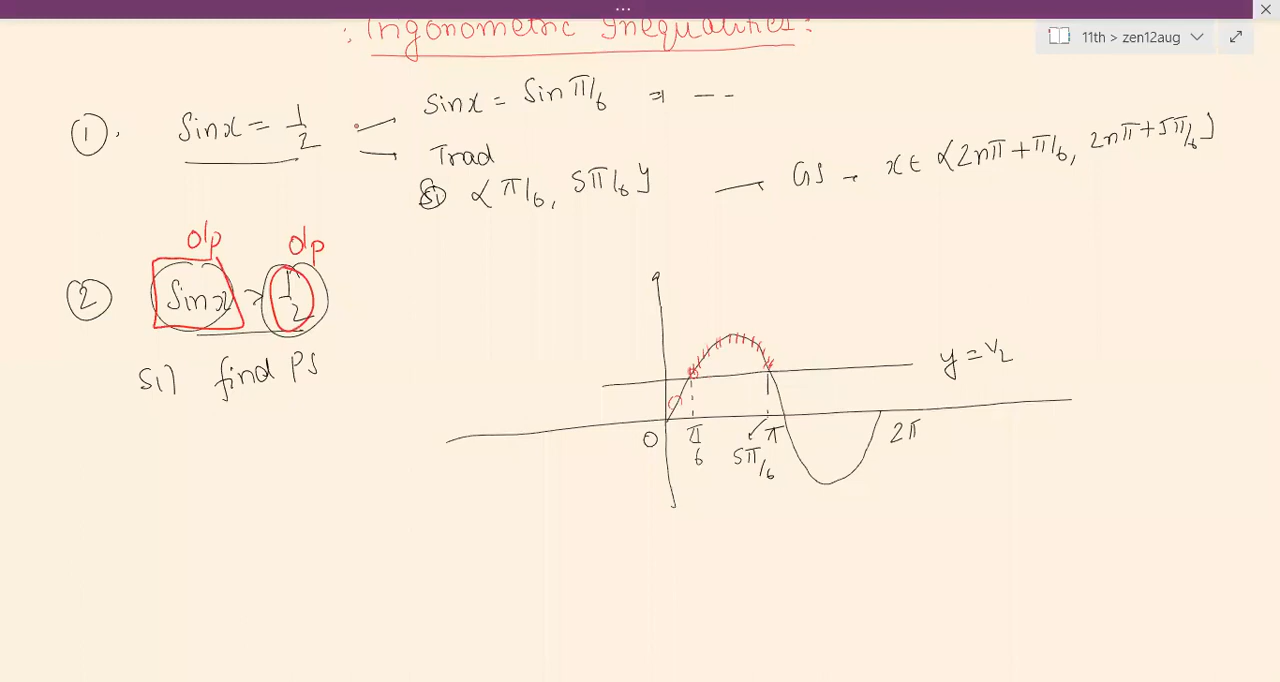 : Trigonometric Inequalities :
11th > zen12aug
①. Sinx = 1/2
Sinx = Sin π/6 ⇒ --
Trad
S1 {π/6, 5π/6} — GS → x ∈ {2nπ + π/6, 2nπ + 5π/6}
o/p o/p
② Sinx > 1/2
S1) find PS
y = 1/2
0 π/6 5π/6 π 2π